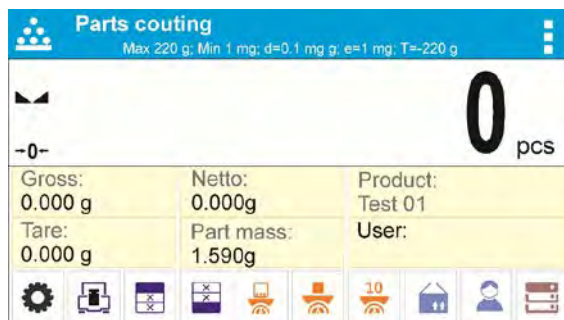 Parts couting
Max 220 g; Min 1 mg; d=0.1 mg g; e=1 mg; T=-220 g
→0←
0 pcs
Gross:
0.000 g
Netto:
0.000g
Product:
Test 01
Tare:
0.000 g
Part mass:
1.590g
User:
10